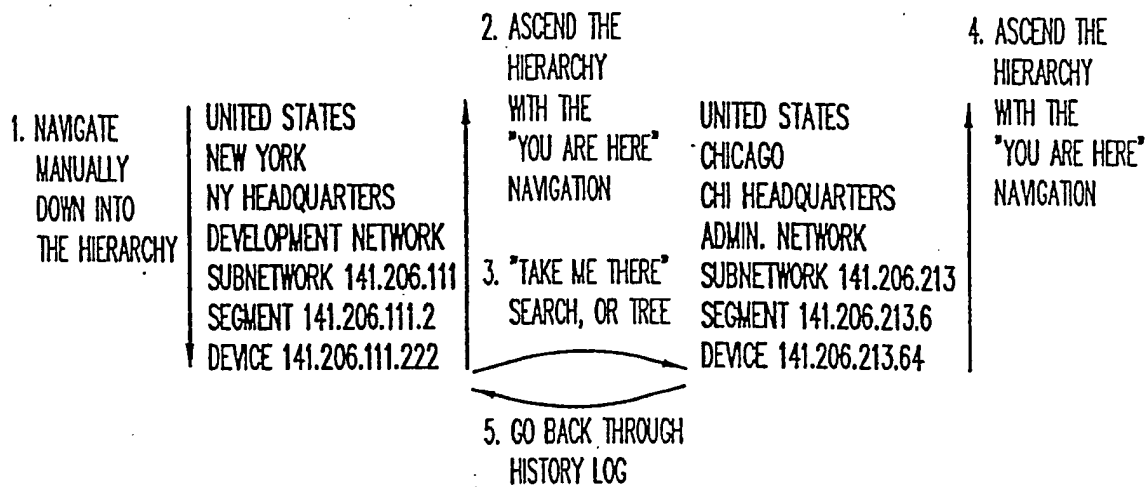 1. NAVIGATE
MANUALLY
DOWN INTO
THE HIERARCHY
UNITED STATES
NEW YORK
NY HEADQUARTERS
DEVELOPMENT NETWORK
SUBNETWORK 141.206.111
SEGMENT 141.206.111.2
DEVICE 141.206.111.222
2. ASCEND THE
HIERARCHY
WITH THE
"YOU ARE HERE"
NAVIGATION
3. "TAKE ME THERE"
SEARCH, OR TREE
UNITED STATES
CHICAGO
CHI HEADQUARTERS
ADMIN. NETWORK
SUBNETWORK 141.206.213
SEGMENT 141.206.213.6
DEVICE 141.206.213.64
4. ASCEND THE
HIERARCHY
WITH THE
"YOU ARE HERE"
NAVIGATION
5. GO BACK THROUGH
HISTORY LOG